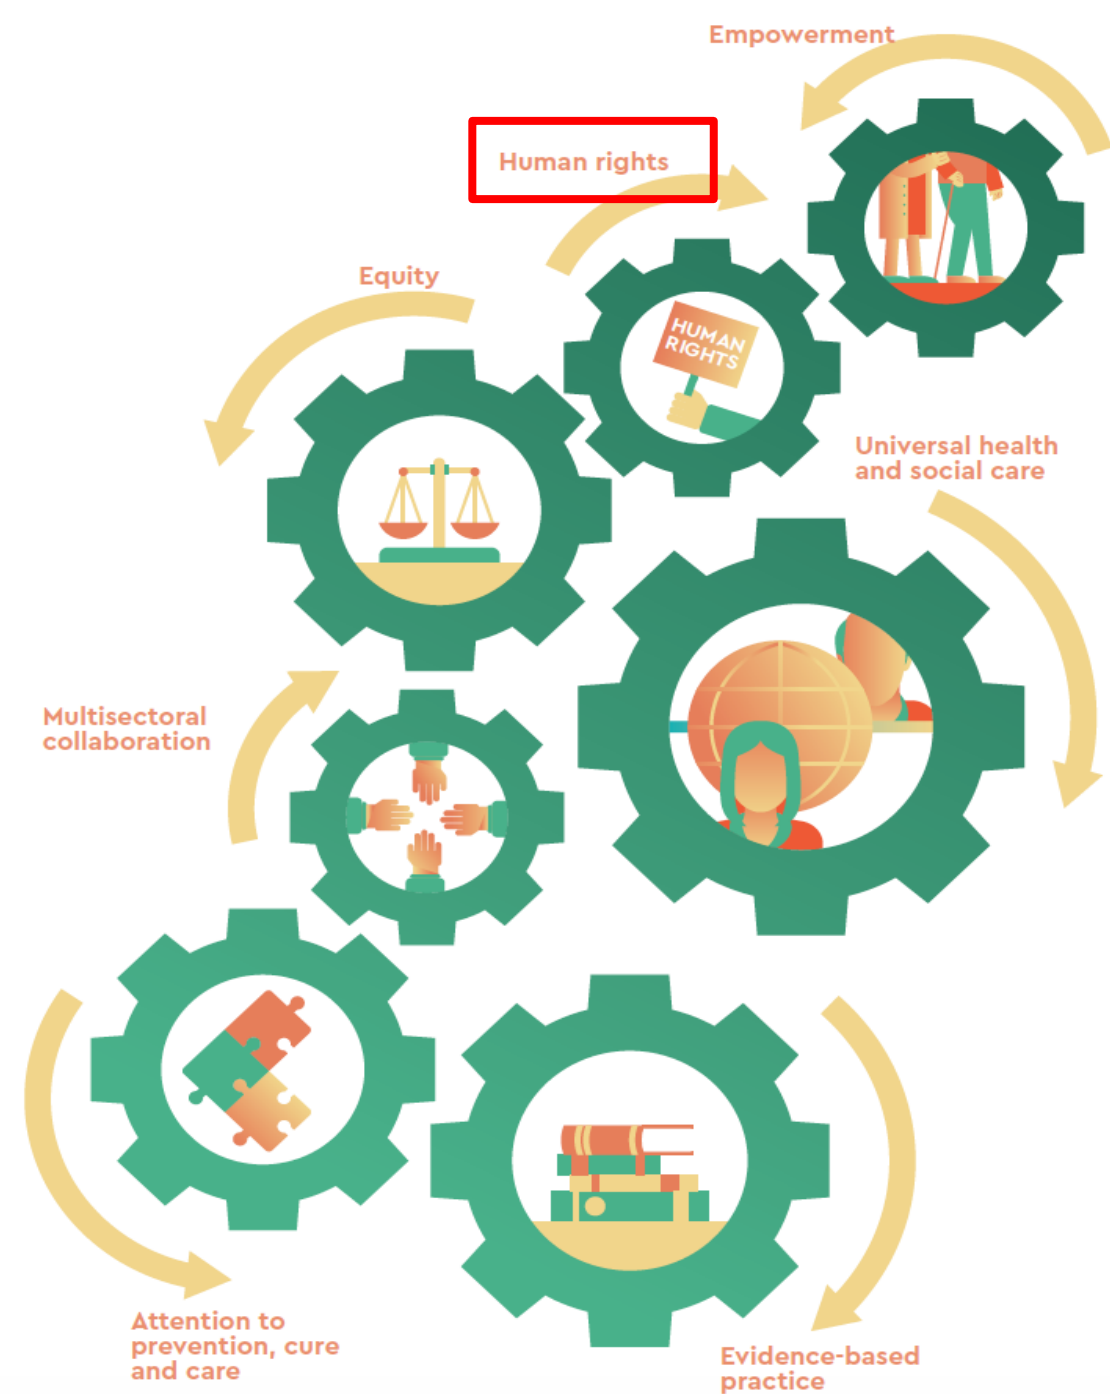 Empowerment
Human rights
Equity
HUMAN
RIGHTS
Universal health
and social care
Multisectoral
collaboration
Attention to
prevention, cure
and care
Evidence-based
practice